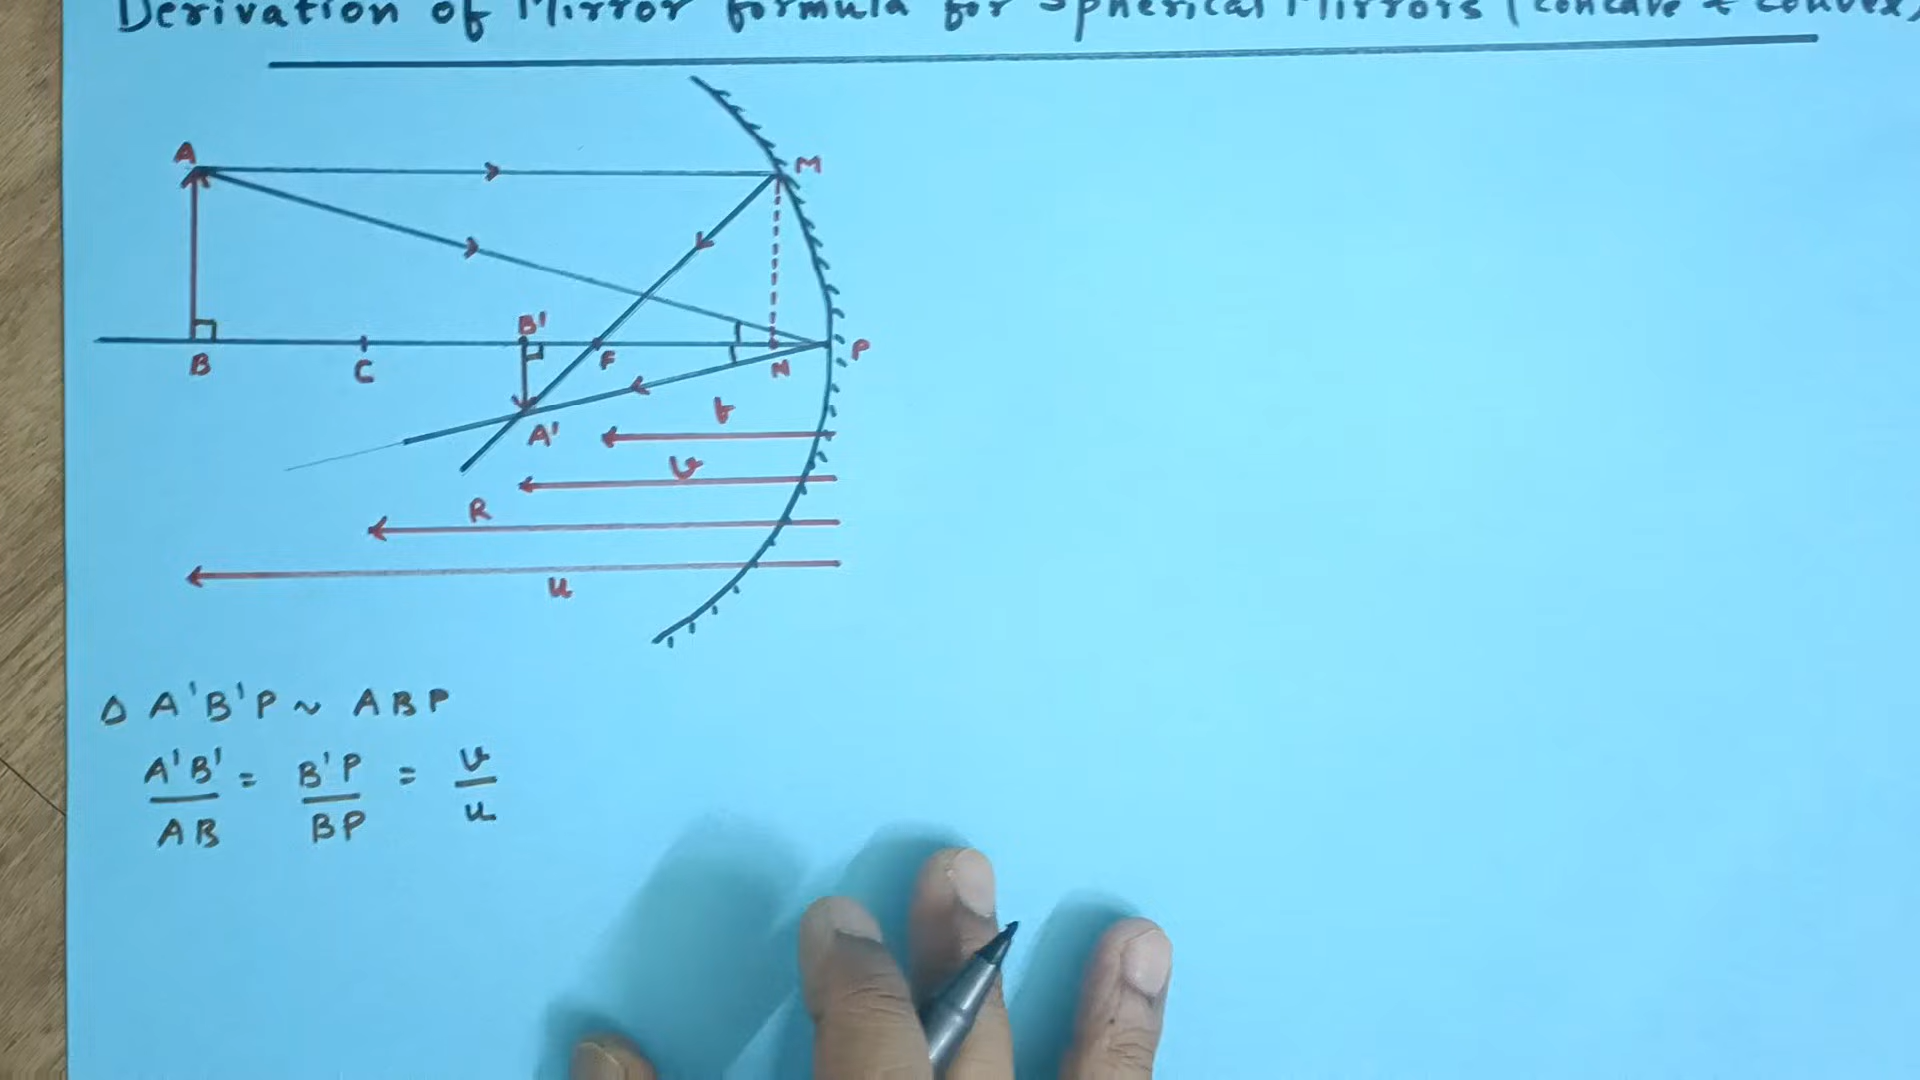 Derivation of Mirror formula for Spherical Mirrors (concave & convex)
A
M
B'
B
C
F
N
P
A'
f
v
R
u
Δ A'B'P ~ ABP
A'B'/AB = B'P/BP = v/u